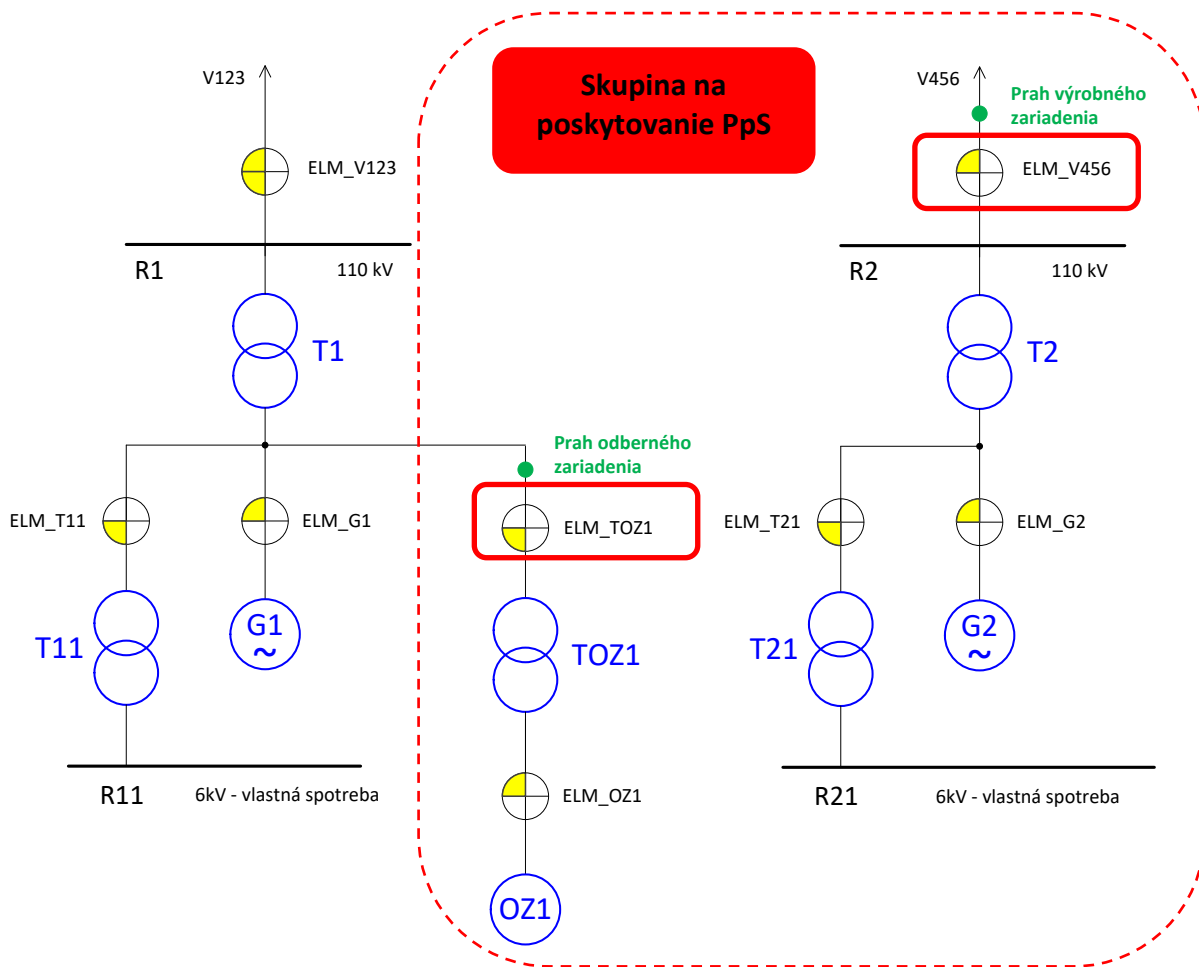 Skupina na
poskytovanie PpS
V123
V456
Prah výrobného
zariadenia
ELM_V123
ELM_V456
R1
110 kV
R2
110 kV
T1
T2
Prah odberného
zariadenia
ELM_T11
ELM_G1
ELM_TOZ1
ELM_T21
ELM_G2
T11
G1
~
TOZ1
T21
G2
~
R11
6kV - vlastná spotreba
ELM_OZ1
R21
6kV - vlastná spotreba
OZ1